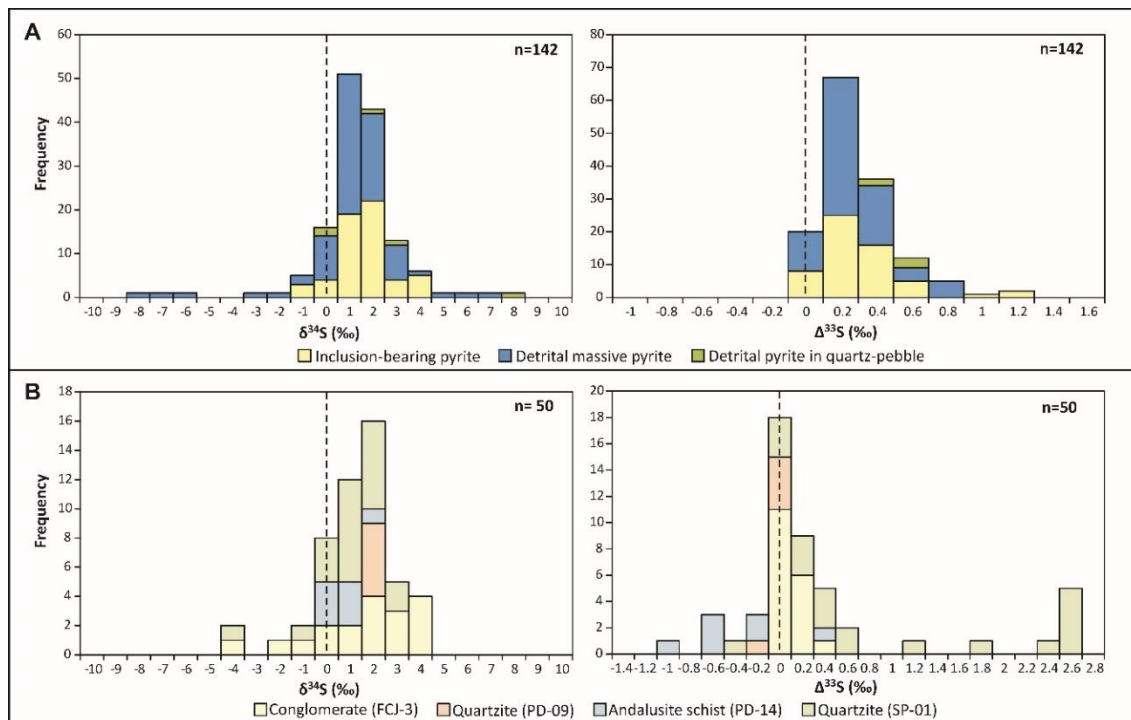 A
n=142
n=142
60
50
40
30
20
10
0
Frequency
-10 -9 -8 -7 -6 -5 -4 -3 -2 -1 0 1 2 3 4 5 6 7 8 9 10
δ³⁴S (‰)
80
70
60
50
40
30
20
10
0
-1 -0.8 -0.6 -0.4 -0.2 0 0.2 0.4 0.6 0.8 1 1.2 1.4 1.6
Δ³³S (‰)
Inclusion-bearing pyrite Detrital massive pyrite Detrital pyrite in quartz-pebble
B
n= 50
n=50
18
16
14
12
10
8
6
4
2
0
Frequency
-10 -9 -8 -7 -6 -5 -4 -3 -2 -1 0 1 2 3 4 5 6 7 8 9 10
δ³⁴S (‰)
20
18
16
14
12
10
8
6
4
2
0
-1.4 -1.2 -1 -0.8 -0.6 -0.4 -0.2 0 0.2 0.4 0.6 0.8 1 1.2 1.4 1.6 1.8 2 2.2 2.4 2.6 2.8
Δ³³S (‰)
Conglomerate (FCJ-3) Quartzite (PD-09) Andalusite schist (PD-14) Quartzite (SP-01)